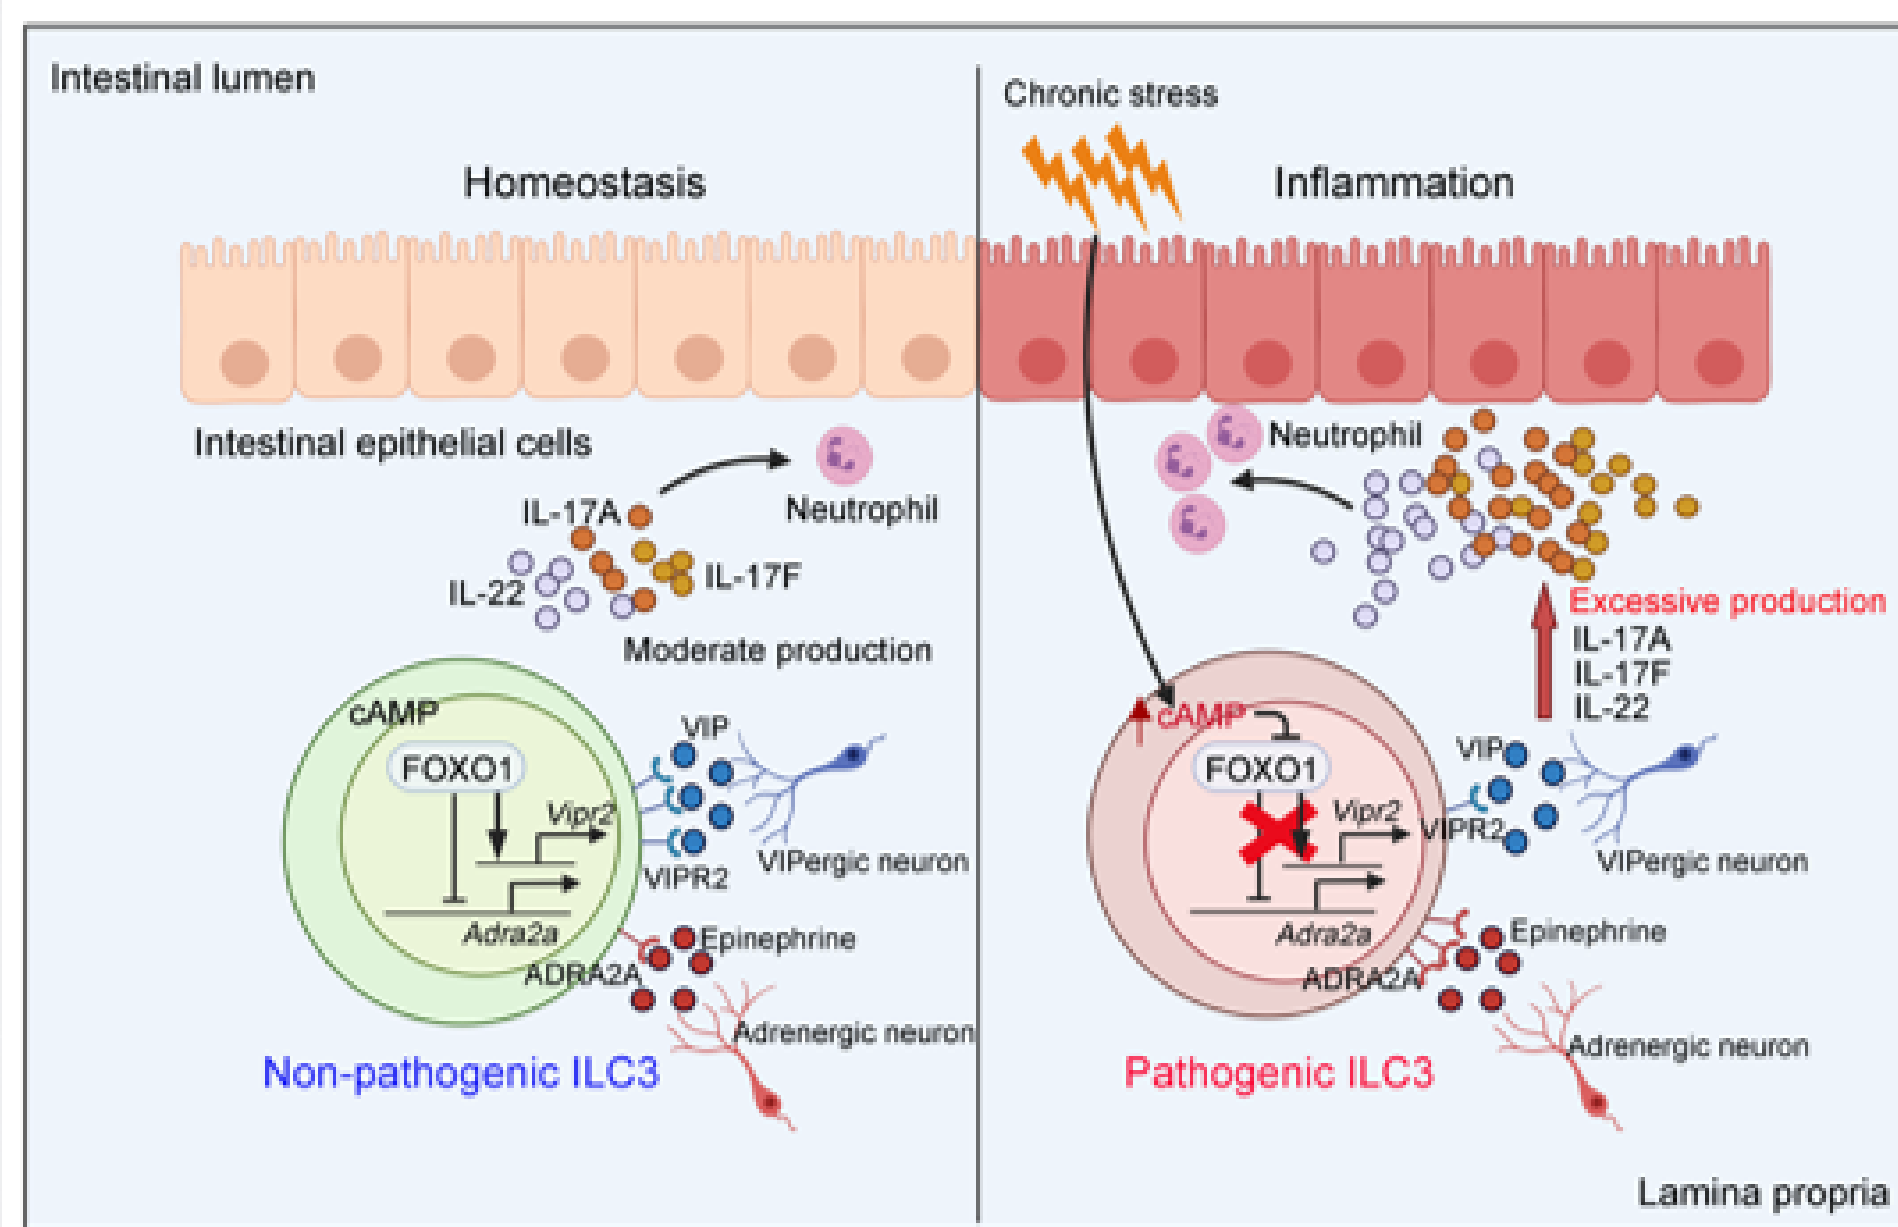 Intestinal lumen
Homeostasis
Intestinal epithelial cells
Neutrophil
IL-17A
IL-17F
IL-22
Moderate production
cAMP
FOXO1
Vipr2
Adra2a
VIP
VIPR2
VIPergic neuron
Epinephrine
ADRA2A
Adrenergic neuron
Non-pathogenic ILC3
Chronic stress
Inflammation
Neutrophil
Excessive production
IL-17A
IL-17F
IL-22
cAMP
FOXO1
Vipr2
Adra2a
VIP
VIPR2
VIPergic neuron
Epinephrine
ADRA2A
Adrenergic neuron
Pathogenic ILC3
Lamina propria